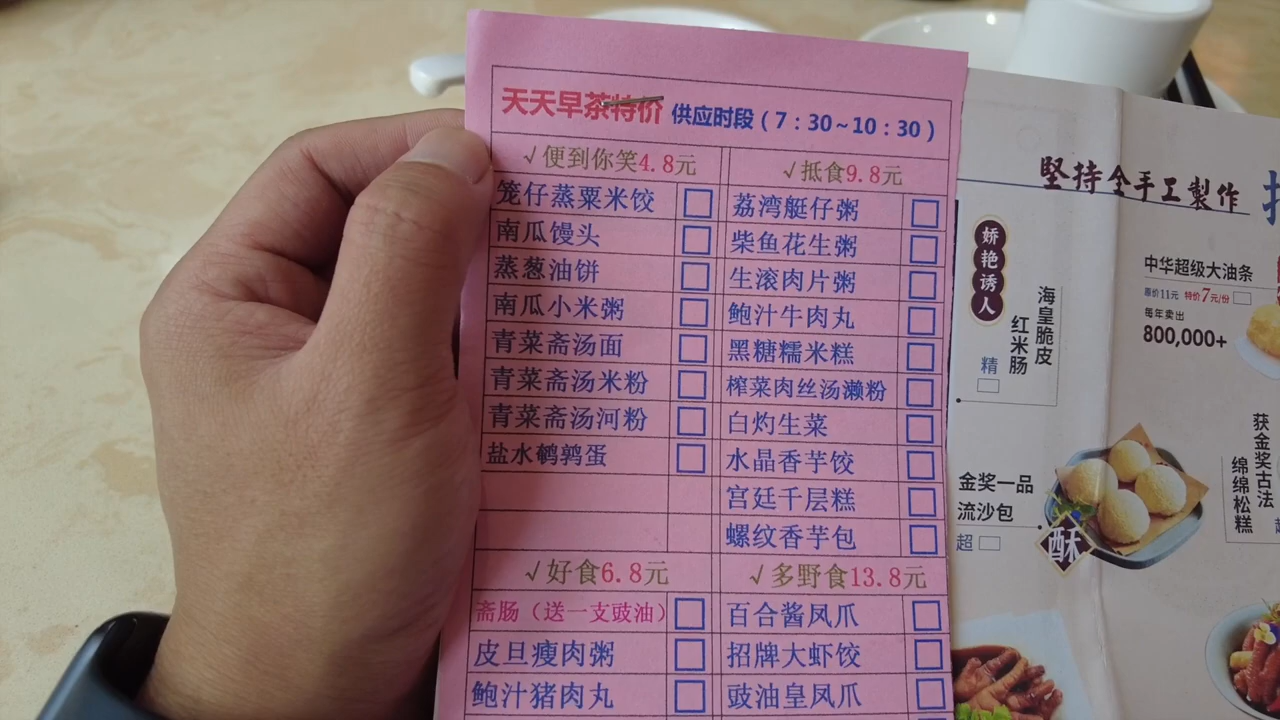 天天早茶特价 供应时段（7：30～10：30）
√便到你笑4.8元
笼仔蒸粟米饺
南瓜馒头
蒸葱油饼
南瓜小米粥
青菜斋汤面
青菜斋汤米粉
青菜斋汤河粉
盐水鹌鹑蛋
√抵食9.8元
荔湾艇仔粥
柴鱼花生粥
生滚肉片粥
鲍汁牛肉丸
黑糖糯米糕
榨菜肉丝汤濑粉
白灼生菜
水晶香芋饺
宫廷千层糕
螺纹香芋包
√好食6.8元
斋肠（送一支豉油）
皮旦瘦肉粥
鲍汁猪肉丸
√多野食13.8元
百合酱凤爪
招牌大虾饺
豉油皇凤爪
堅持全手工製作
娇艳诱人
海皇脆皮
红米肠
精
中华超级大油条
原价11元 特价7元/份
每年卖出
800,000+
金奖一品
流沙包
超
酥
获金奖古法
绵绵松糕